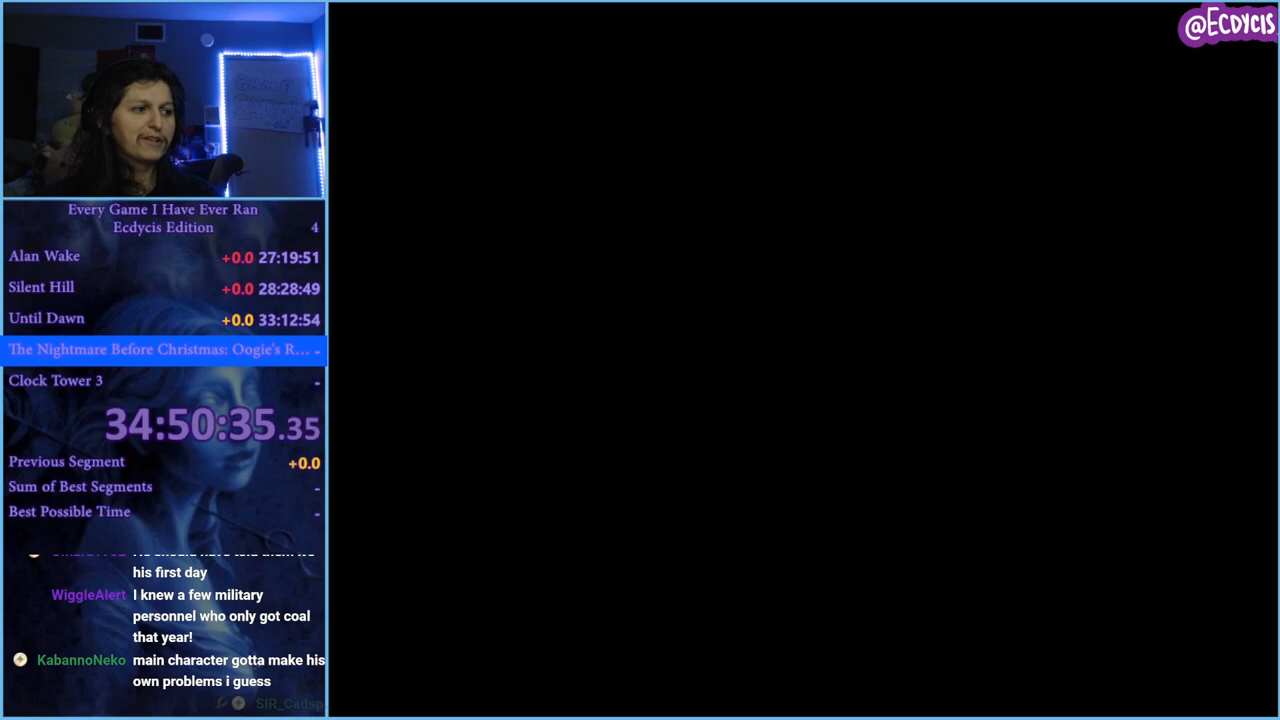 @ECDYCIS
Every Game I Have Ever Ran
Ecdycis Edition 4
Alan Wake +0.0 27:19:51
Silent Hill +0.0 28:28:49
Until Dawn +0.0 33:12:54
The Nightmare Before Christmas: Oogie's R... -
Clock Tower 3 -
34:50:35.35
Previous Segment +0.0
Sum of Best Segments -
Best Possible Time -
his first day
WiggleAlert I knew a few military
personnel who only got coal
that year!
KabannoNeko main character gotta make his
own problems i guess
SIR_Cadsp